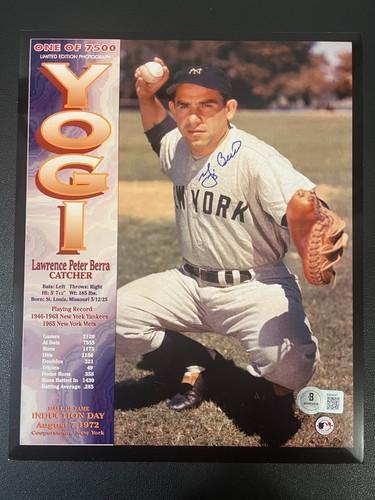 ONE OF 7500
LIMITED EDITION PHOTOGRAPH
YOGI
Lawrence Peter Berra
CATCHER
Bats: Left Throws: Right
Ht: 5' 7½" Wt: 185 lbs.
Born: St. Louis, Missouri 5/12/25
Playing Record
1946-1963 New York Yankees
1965 New York Mets
Games 2120
At Bats 7555
Runs 1175
Hits 2150
Doubles 321
Triples 49
Home Runs 358
Runs Batted In 1430
Batting Average .285
HALL OF FAME
INDUCTION DAY
August 7, 1972
Cooperstown, New York
NY
Yogi Berra
NEW YORK
B